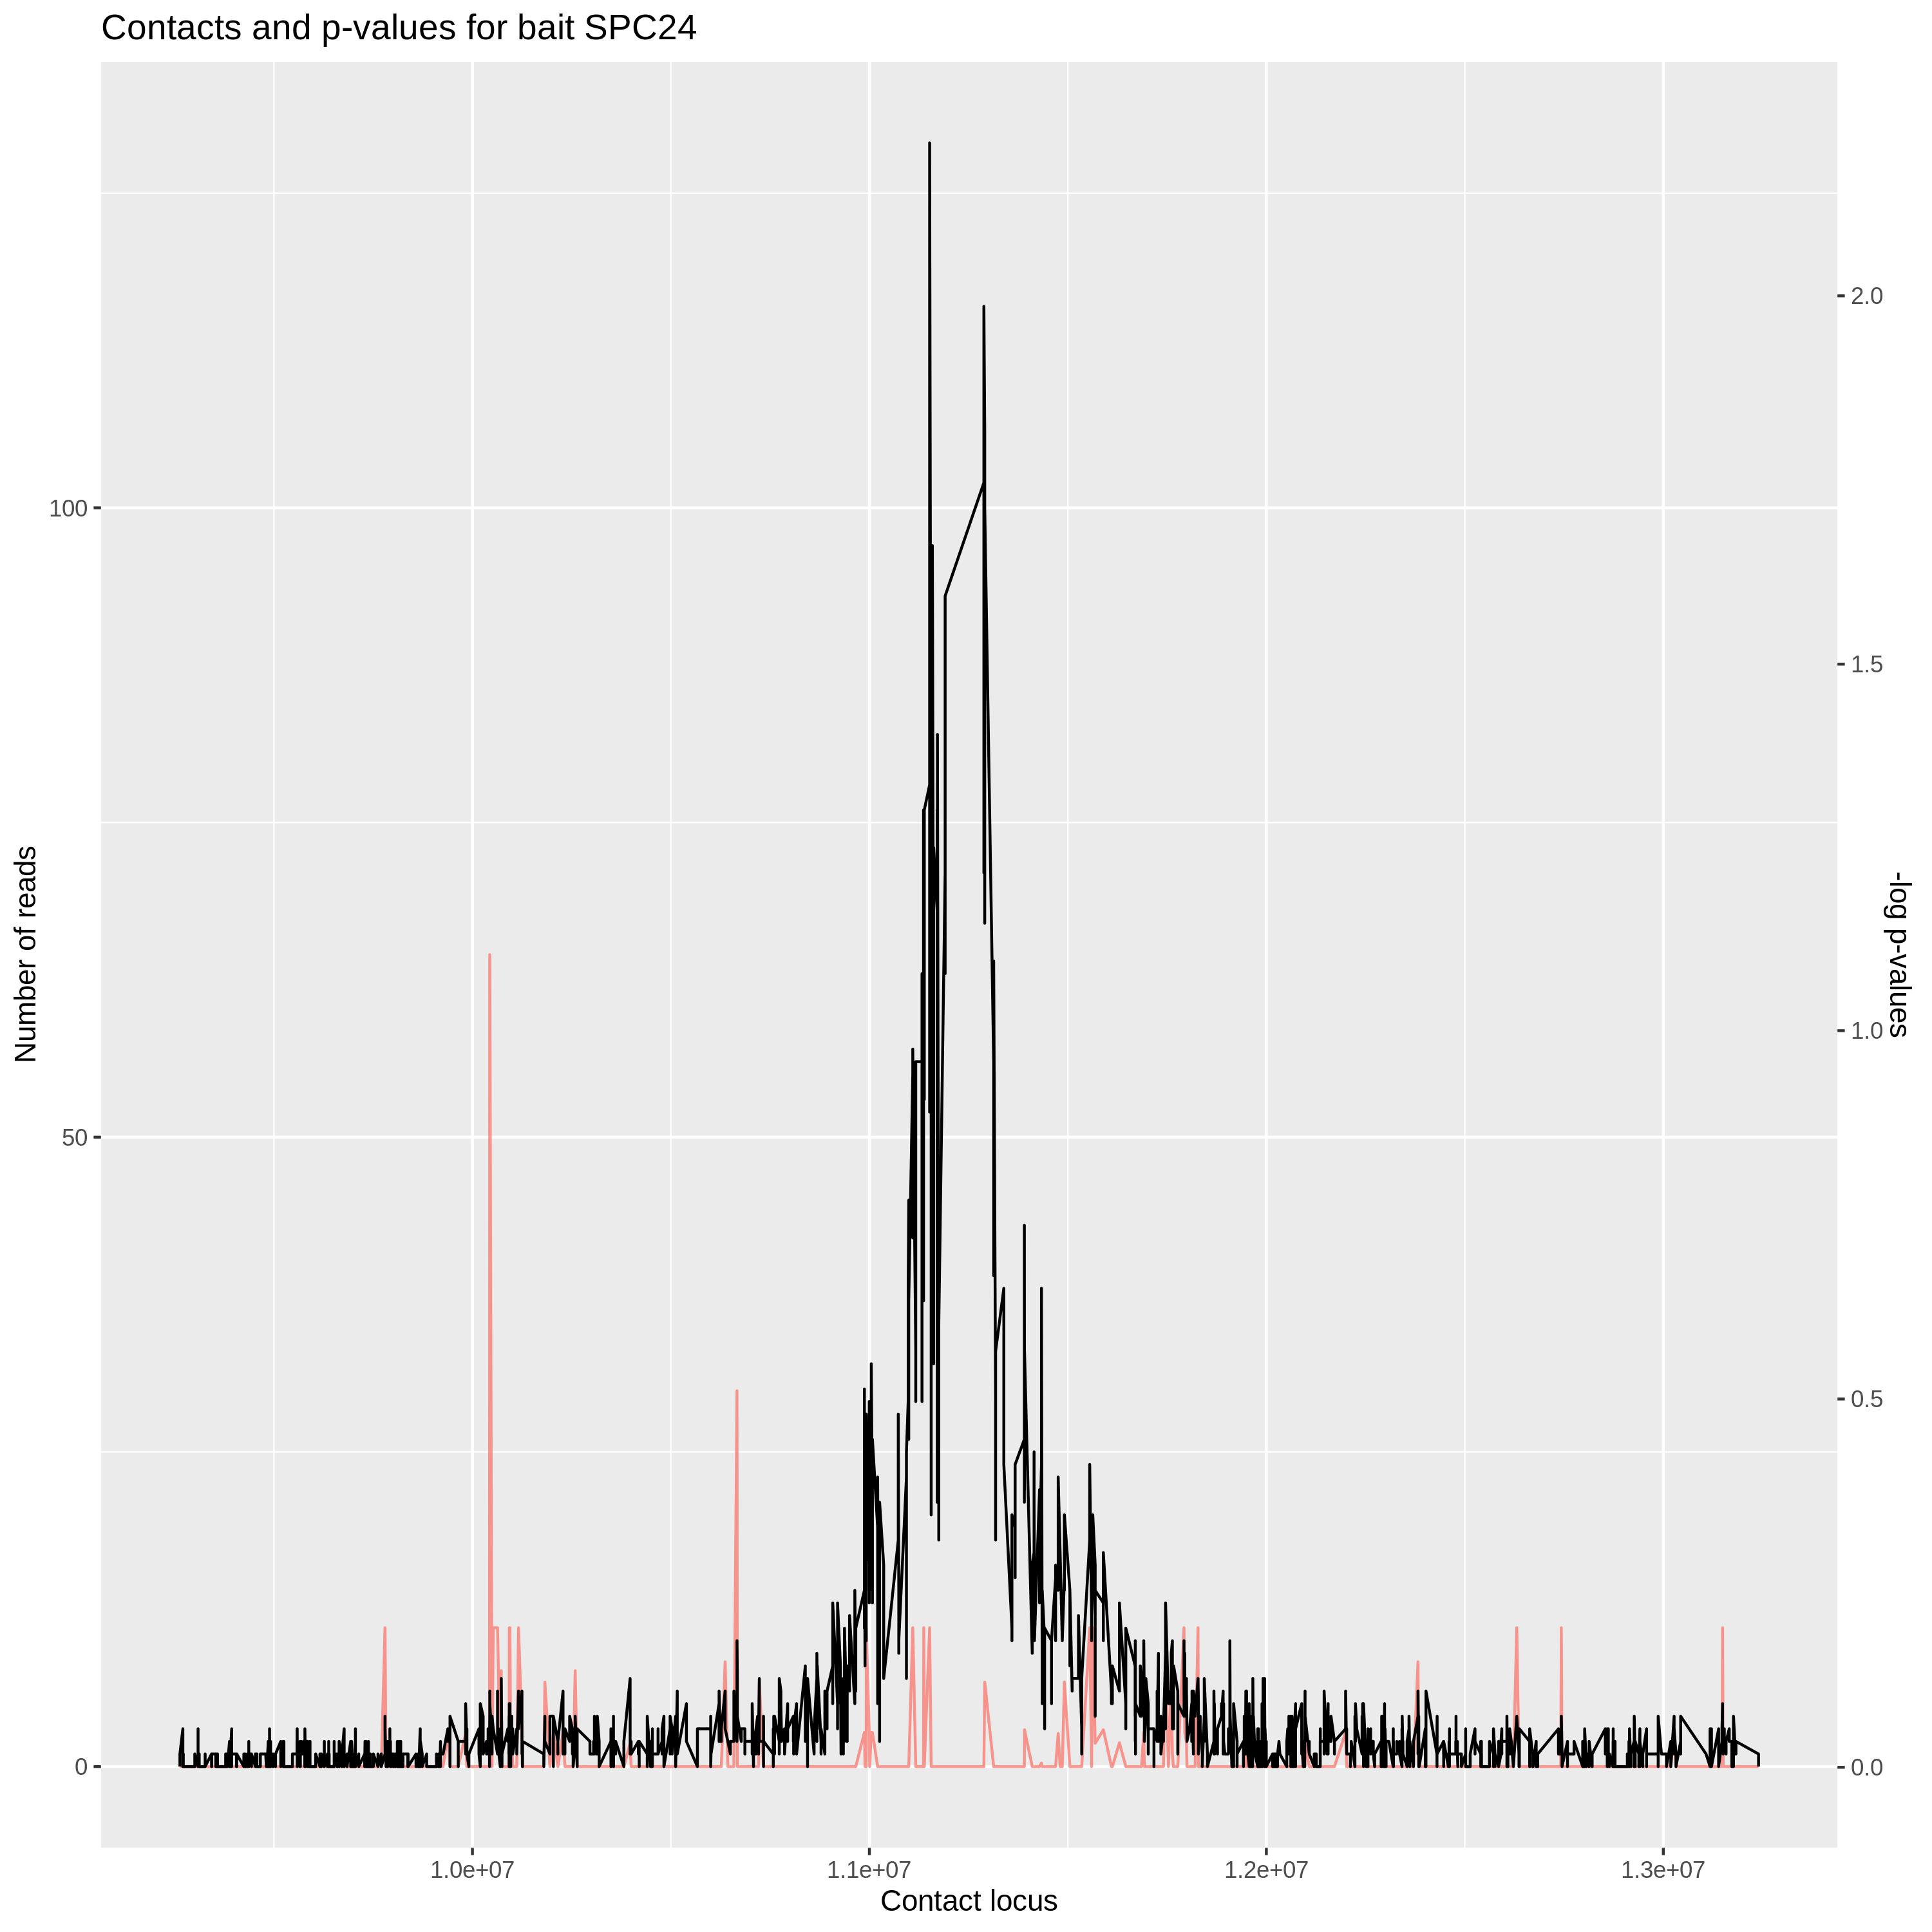 Contacts and p-values for bait SPC24
Number of reads
100
50
0
2.0
1.5
1.0
0.5
0.0
-log p-values
1.0e+07
1.1e+07
1.2e+07
1.3e+07
Contact locus